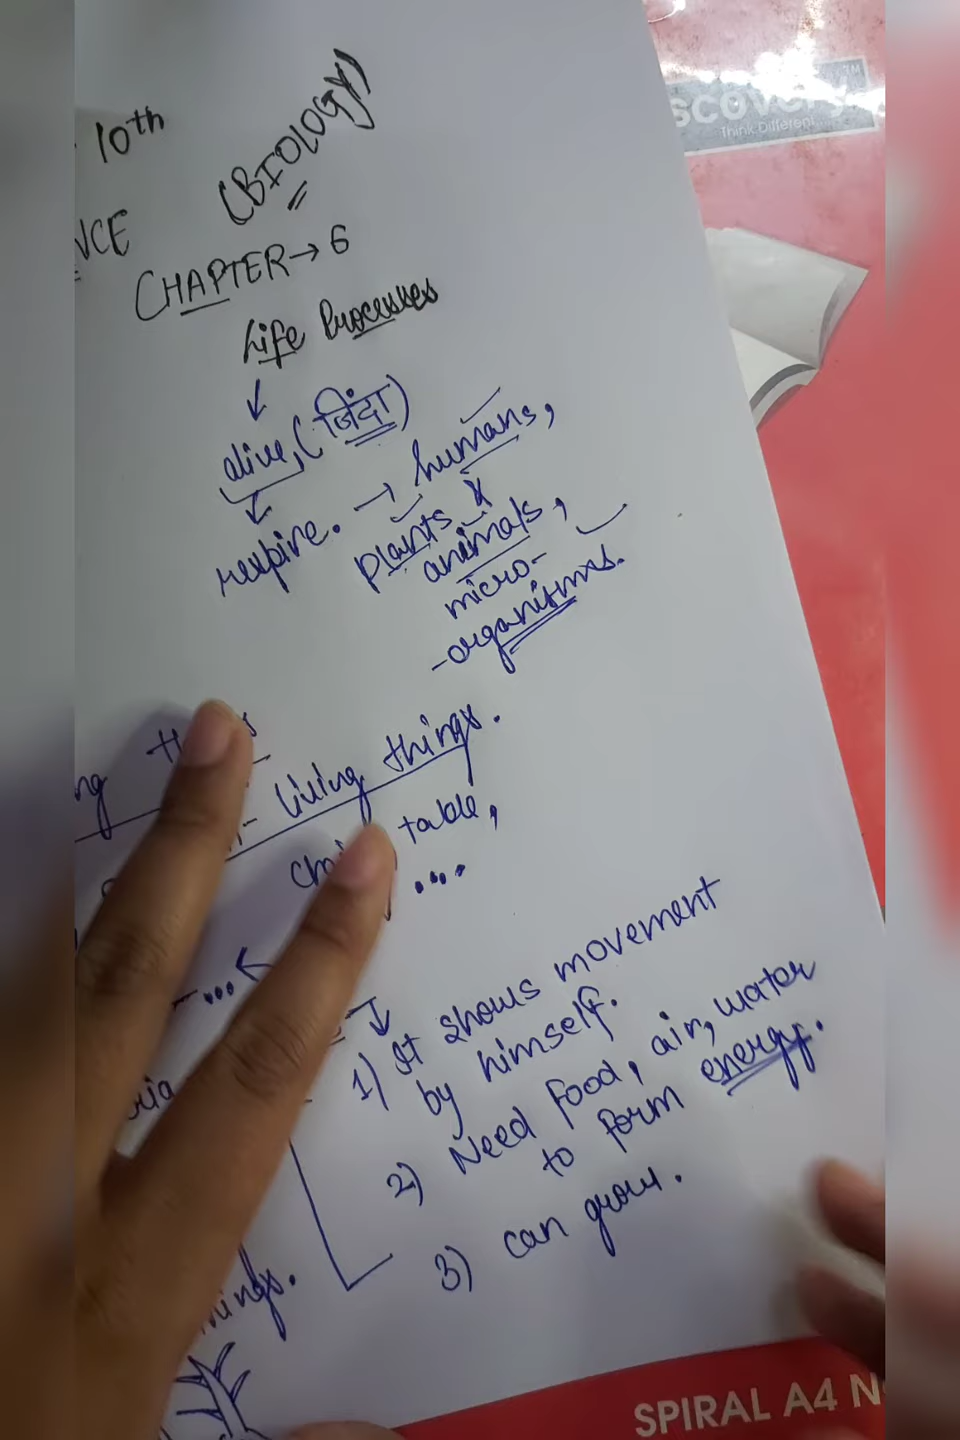 10th
(BIOLOGY)
NCE
CHAPTER → 6
Life Processes
alive, (जिंदा)
respire. → humans,
plants &
animals,
micro-
-organisms.
living things.
table,
....
...
1) It shows movement
by himself.
2) Need food, air, water
to form energy.
3) can grow.
SCOVERY™
Think Different
SPIRAL A4 N